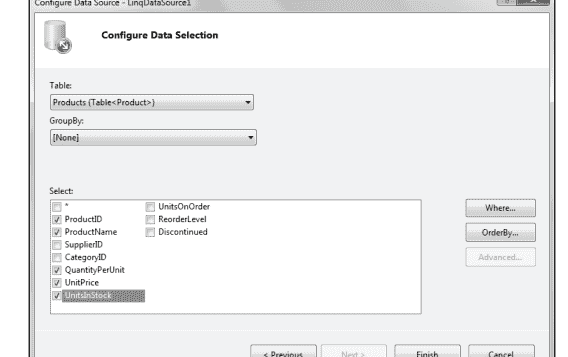 Configure Data Source - LinqDataSource1
Configure Data Selection
Table:
Products (Table<Product>)
GroupBy:
[None]
Select:
*
ProductID
ProductName
SupplierID
CategoryID
QuantityPerUnit
UnitPrice
UnitsInStock
UnitsOnOrder
ReorderLevel
Discontinued
Where...
OrderBy...
Advanced...
< Previous
Next >
Finish
Cancel